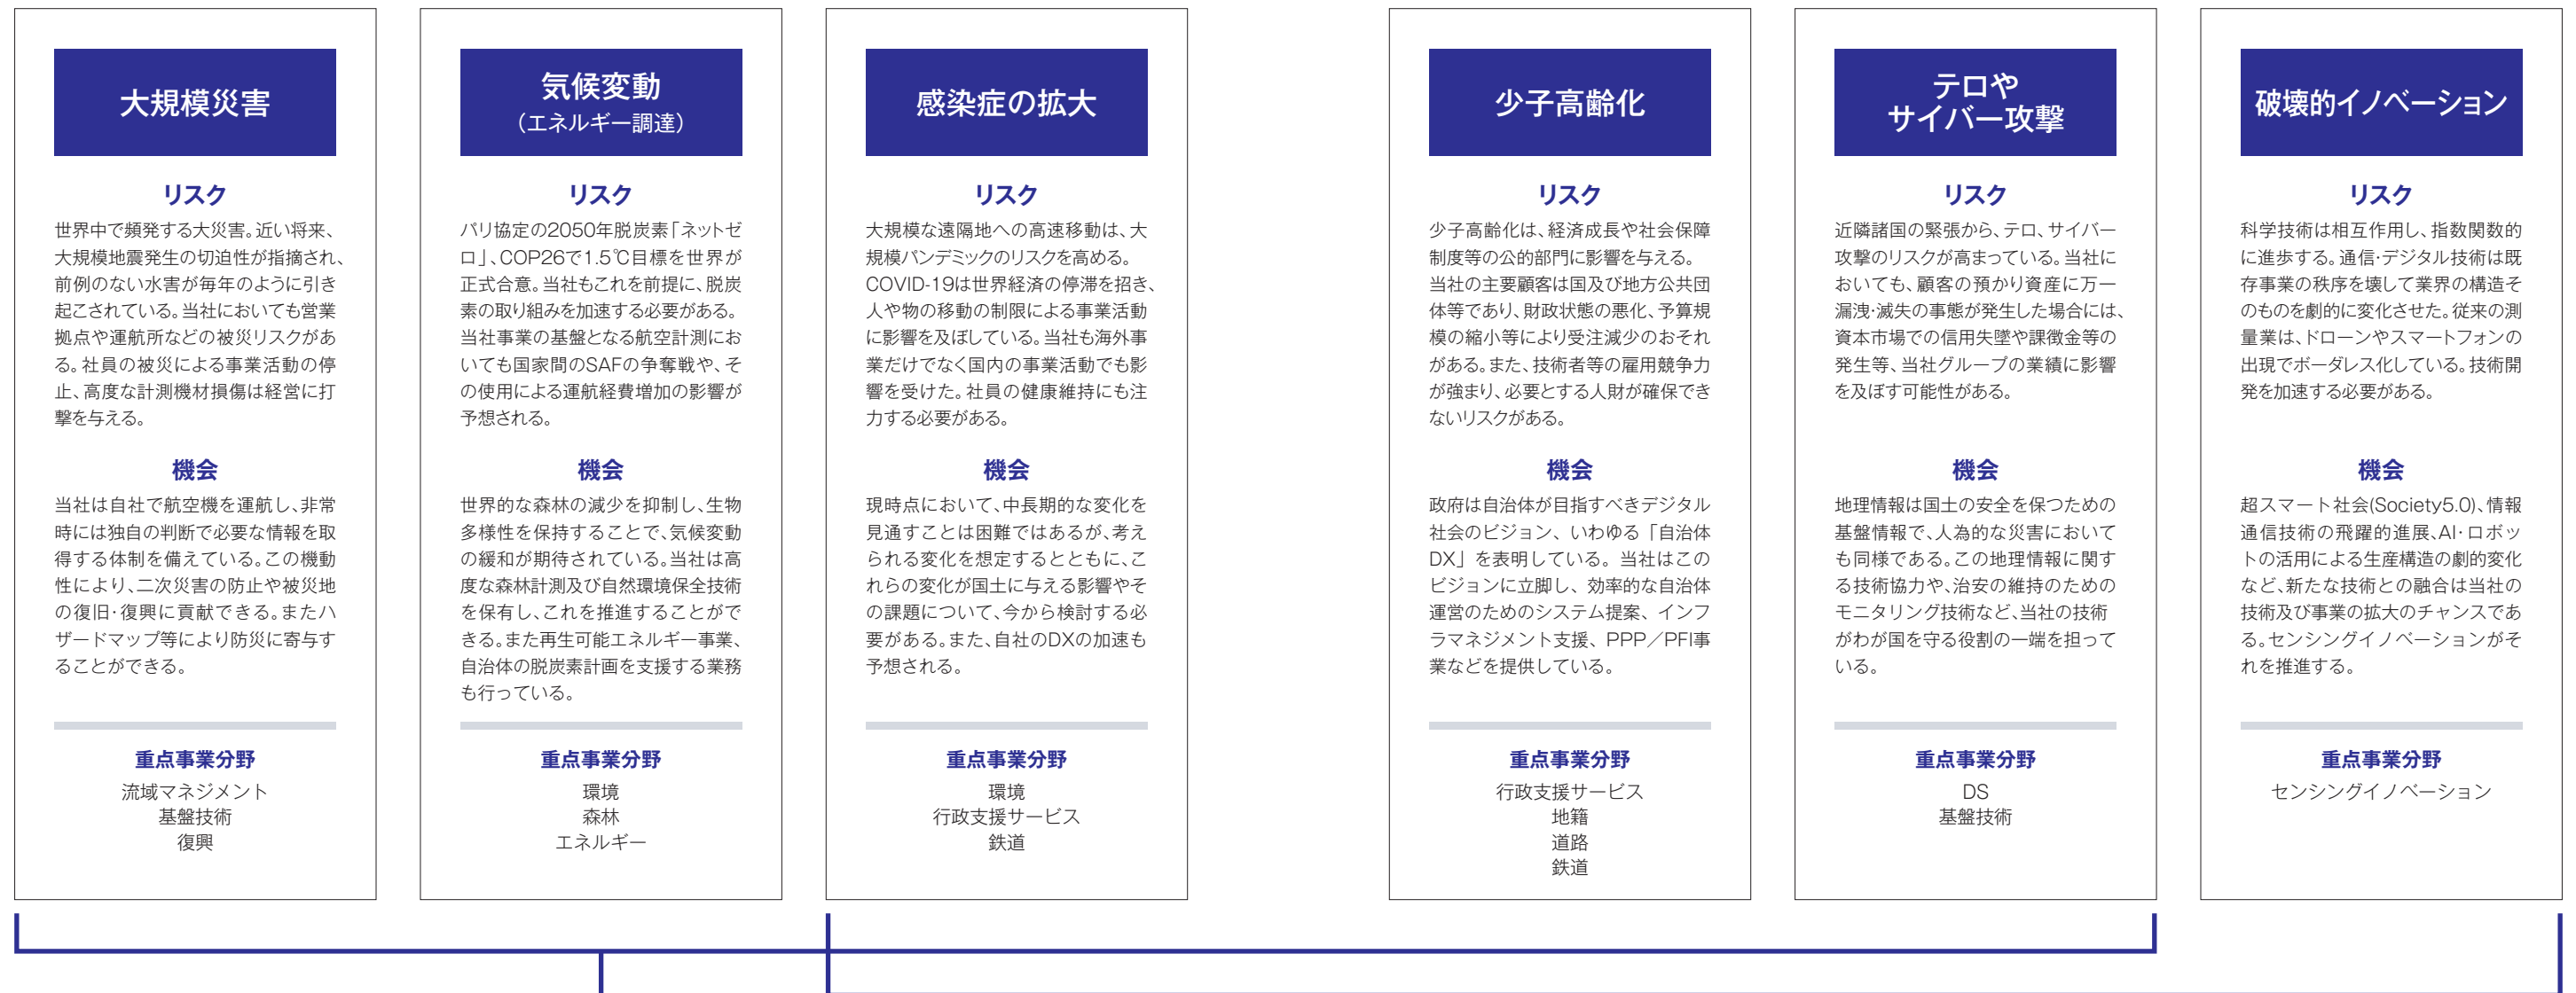 大規模災害
リスク
世界中で頻発する大災害。近い将来、
大規模地震発生の切迫性が指摘され、
前例のない水害が毎年のように引き
起こされている。当社においても営業
拠点や運航所などの被災リスクがあ
る。社員の被災による事業活動の停
止、高度な計測機材損傷は経営に打
撃を与える。
機会
当社は自社で航空機を運航し、非常
時には独自の判断で必要な情報を取
得する体制を備えている。この機動
性により、二次災害の防止や被災地
の復旧・復興に貢献できる。またハ
ザードマップ等により防災に寄与す
ることができる。
重点事業分野
流域マネジメント
基盤技術
復興
気候変動
（エネルギー調達）
リスク
パリ協定の2050年脱炭素「ネットゼ
ロ」、COP26で1.5℃目標を世界が
正式合意。当社もこれを前提に、脱炭
素の取り組みを加速する必要がある。
当社事業の基盤となる航空計測にお
いても国家間のSAFの争奪戦や、そ
の使用による運航経費増加の影響が
予想される。
機会
世界的な森林の減少を抑制し、生物
多様性を保持することで、気候変動
の緩和が期待されている。当社は高
度な森林計測及び自然環境保全技術
を保有し、これを推進することがで
きる。また再生可能エネルギー事業、
自治体の脱炭素計画を支援する業務
も行っている。
重点事業分野
環境
森林
エネルギー
感染症の拡大
リスク
大規模な遠隔地への高速移動は、大
規模パンデミックのリスクを高める。
COVID-19は世界経済の停滞を招き、
人や物の移動の制限による事業活動
に影響を及ぼしている。当社も海外事
業だけでなく国内の事業活動でも影
響を受けた。社員の健康維持にも注
力する必要がある。
機会
現時点において、中長期的な変化を
見通すことは困難ではあるが、考え
られる変化を想定するとともに、こ
れらの変化が国土に与える影響やそ
の課題について、今から検討する必
要がある。また、自社のDXの加速も
予想される。
重点事業分野
環境
行政支援サービス
鉄道
少子高齢化
リスク
少子高齢化は、経済成長や社会保障
制度等の公的部門に影響を与える。
当社の主要顧客は国及び地方公共団
体等であり、財政状態の悪化、予算規
模の縮小等により受注減少のおそれ
がある。また、技術者等の雇用競争力
が強まり、必要とする人財が確保でき
ないリスクがある。
機会
政府は自治体が目指すべきデジタル
社会のビジョン、いわゆる「自治体
DX」を表明している。当社はこの
ビジョンに立脚し、効率的な自治体
運営のためのシステム提案、インフ
ラマネジメント支援、PPP／PFI事
業などを提供している。
重点事業分野
行政支援サービス
地籍
道路
鉄道
テロや
サイバー攻撃
リスク
近隣諸国の緊張から、テロ、サイバー
攻撃のリスクが高まっている。当社に
おいても、顧客の預かり資産に万一
漏洩・滅失の事態が発生した場合には、
資本市場での信用失墜や課徴金等の
発生等、当社グループの業績に影響
を及ぼす可能性がある。
機会
地理情報は国土の安全を保つための
基盤情報で、人為的な災害において
も同様である。この地理情報に関す
る技術協力や、治安の維持のための
モニタリング技術など、当社の技術
がわが国を守る役割の一端を担って
いる。
重点事業分野
DS
基盤技術
破壊的イノベーション
リスク
科学技術は相互作用し、指数関数的
に進歩する。通信・デジタル技術は既
存事業の秩序を壊して業界の構造そ
のものを劇的に変化させた。従来の測
量業は、ドローンやスマートフォンの
出現でボーダレス化している。技術開
発を加速する必要がある。
機会
超スマート社会(Society5.0)、情報
通信技術の飛躍的進展、AI・ロボッ
トの活用による生産構造の劇的変化
など、新たな技術との融合は当社の
技術及び事業の拡大のチャンスであ
る。センシングイノベーションがそ
れを推進する。
重点事業分野
センシングイノベーション